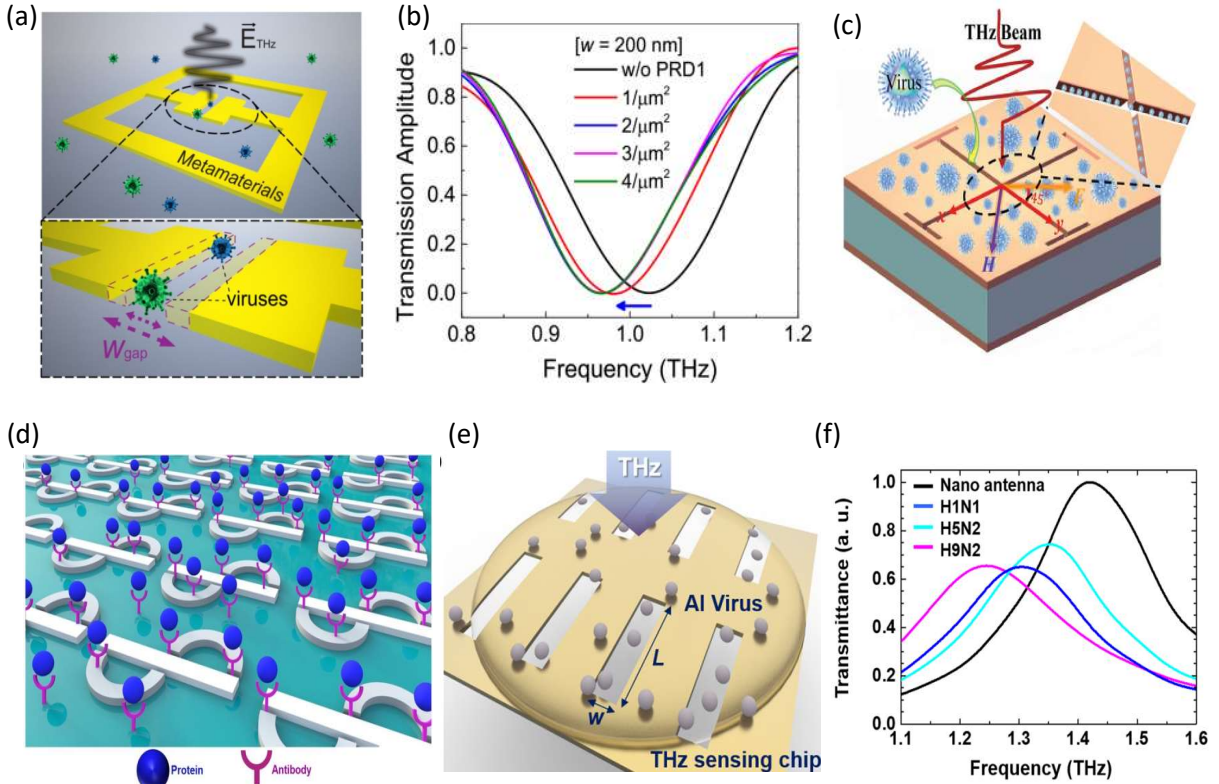 (a)
E THz
Metamaterials
viruses
Wgap
(b)
[w = 200 nm]
w/o PRD1
1/μm²
2/μm²
3/μm²
4/μm²
Transmission Amplitude
1.0
0.8
0.6
0.4
0.2
0.0
0.8 0.9 1.0 1.1 1.2
Frequency (THz)
(c)
THz Beam
Virus
45
E
x
y
H
(d)
Protein
Antibody
(e)
THz
AI Virus
L
w
THz sensing chip
(f)
Nano antenna
H1N1
H5N2
H9N2
Transmittance (a. u.)
1.0
0.8
0.6
0.4
0.2
0.0
1.1 1.2 1.3 1.4 1.5 1.6
Frequency (THz)